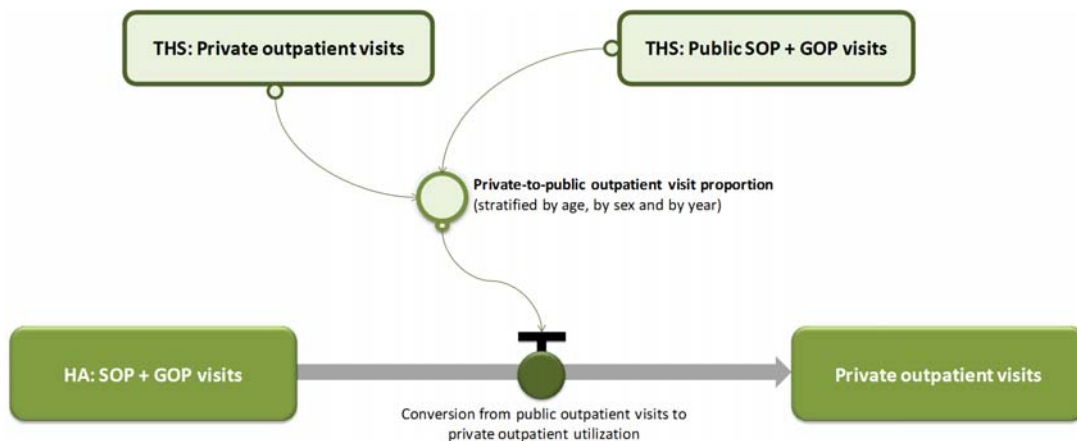 THS: Private outpatient visits
THS: Public SOP + GOP visits
Private-to-public outpatient visit proportion
(stratified by age, by sex and by year)
HA: SOP + GOP visits
Private outpatient visits
Conversion from public outpatient visits to
private outpatient utilization